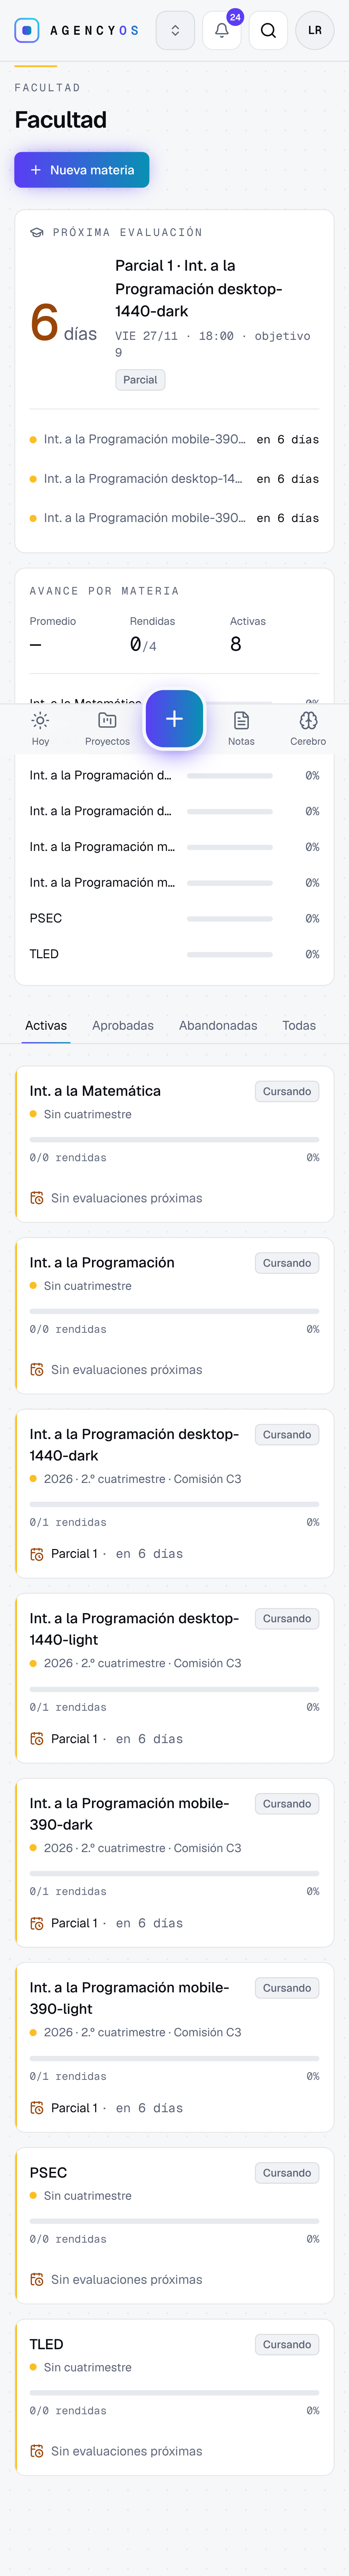 AGENCYOS
24
LR
FACULTAD
Facultad
Nueva materia
PRÓXIMA EVALUACIÓN
6 días
Parcial 1 · Int. a la
Programación desktop-
1440-dark
VIE 27/11 · 18:00 · objetivo
9
Parcial
Int. a la Programación mobile-390… en 6 días
Int. a la Programación desktop-14… en 6 días
Int. a la Programación mobile-390… en 6 días
AVANCE POR MATERIA
Promedio Rendidas Activas
— 0/4 8
Hoy Proyectos Notas Cerebro
Int. a la Programación d… 0%
Int. a la Programación d… 0%
Int. a la Programación m… 0%
Int. a la Programación m… 0%
PSEC 0%
TLED 0%
Activas Aprobadas Abandonadas Todas
Int. a la Matemática Cursando
Sin cuatrimestre
0/0 rendidas 0%
Sin evaluaciones próximas
Int. a la Programación Cursando
Sin cuatrimestre
0/0 rendidas 0%
Sin evaluaciones próximas
Int. a la Programación desktop- Cursando
1440-dark
2026 · 2.º cuatrimestre · Comisión C3
0/1 rendidas 0%
Parcial 1 · en 6 días
Int. a la Programación desktop- Cursando
1440-light
2026 · 2.º cuatrimestre · Comisión C3
0/1 rendidas 0%
Parcial 1 · en 6 días
Int. a la Programación mobile- Cursando
390-dark
2026 · 2.º cuatrimestre · Comisión C3
0/1 rendidas 0%
Parcial 1 · en 6 días
Int. a la Programación mobile- Cursando
390-light
2026 · 2.º cuatrimestre · Comisión C3
0/1 rendidas 0%
Parcial 1 · en 6 días
PSEC Cursando
Sin cuatrimestre
0/0 rendidas 0%
Sin evaluaciones próximas
TLED Cursando
Sin cuatrimestre
0/0 rendidas 0%
Sin evaluaciones próximas